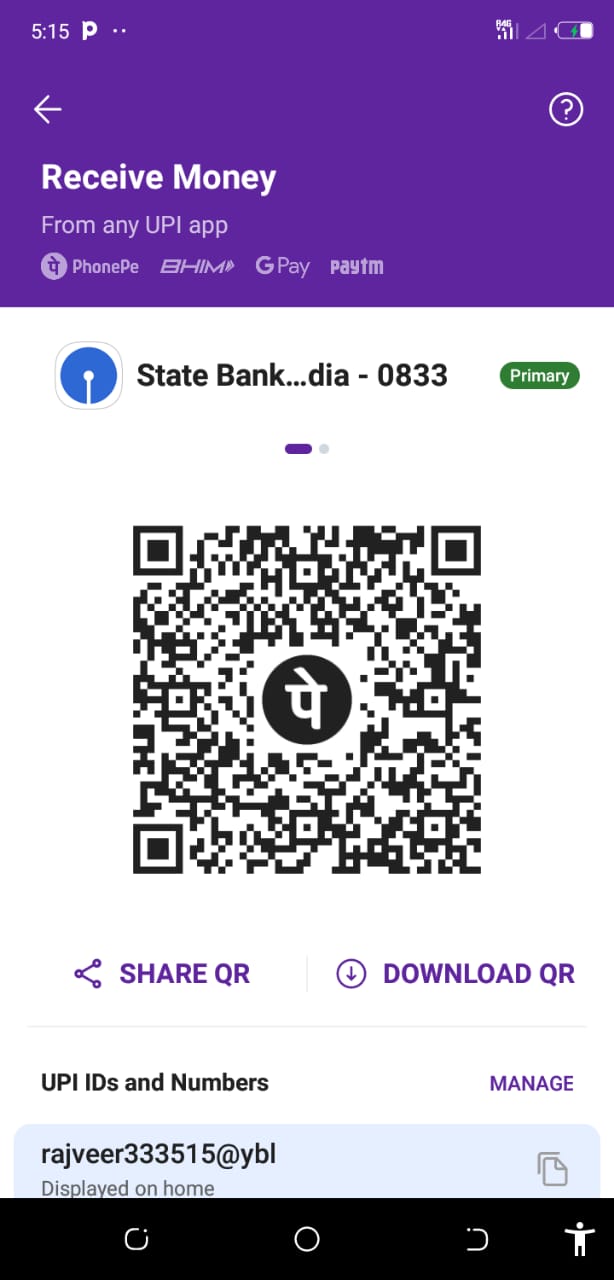 5:15
R4G
Receive Money
From any UPI app
पे PhonePe BHIM G Pay paytm
State Bank...dia - 0833 Primary
पे
SHARE QR DOWNLOAD QR
UPI IDs and Numbers MANAGE
rajveer333515@ybl
Displayed on home